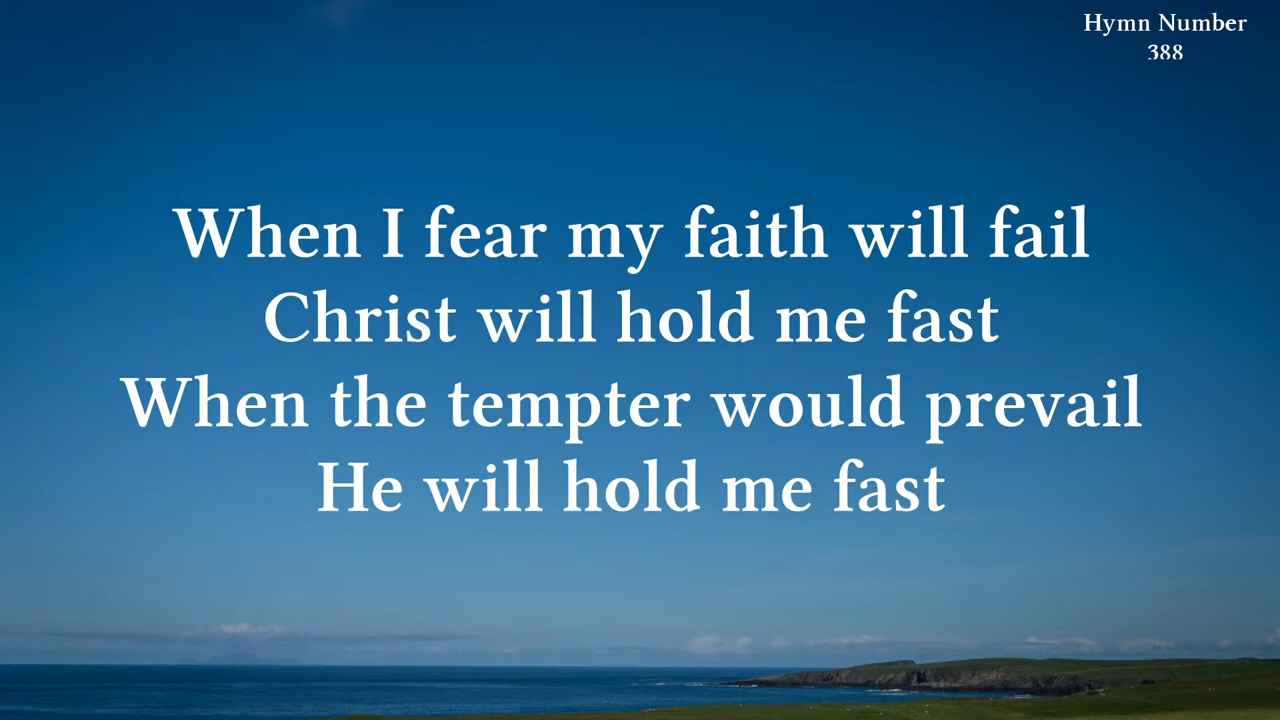 Hymn Number
388
When I fear my faith will fail
Christ will hold me fast
When the tempter would prevail
He will hold me fast